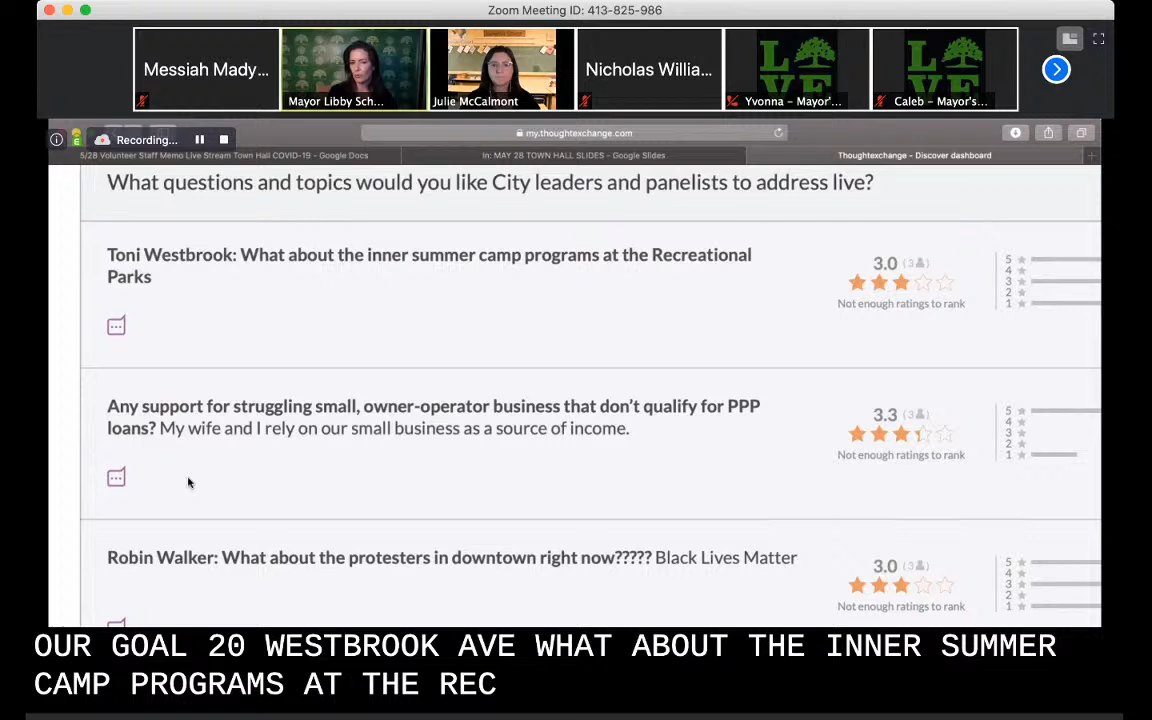 Zoom Meeting ID: 413-825-986
Messiah Mady...
Mayor Libby Sch...
Julie McCalmont
Nicholas Willia...
LOVE
Yvonna – Mayor'...
LOVE
Caleb – Mayor's...
Recording...
my.thoughtexchange.com
5/28 Volunteer Staff Memo Live Stream Town Hall COVID-19 - Google Docs
in: MAY 28 TOWN HALL SLIDES - Google Slides
Thoughtexchange - Discover dashboard
What questions and topics would you like City leaders and panelists to address live?
Toni Westbrook: What about the inner summer camp programs at the Recreational
Parks
3.0 (3)
Not enough ratings to rank
5
4
3
2
1
Any support for struggling small, owner-operator business that don't qualify for PPP
loans? My wife and I rely on our small business as a source of income.
3.3 (3)
Not enough ratings to rank
5
4
3
2
1
Robin Walker: What about the protesters in downtown right now????? Black Lives Matter
3.0 (3)
Not enough ratings to rank
5
4
3
2
1
OUR GOAL 20 WESTBROOK AVE WHAT ABOUT THE INNER SUMMER
CAMP PROGRAMS AT THE REC